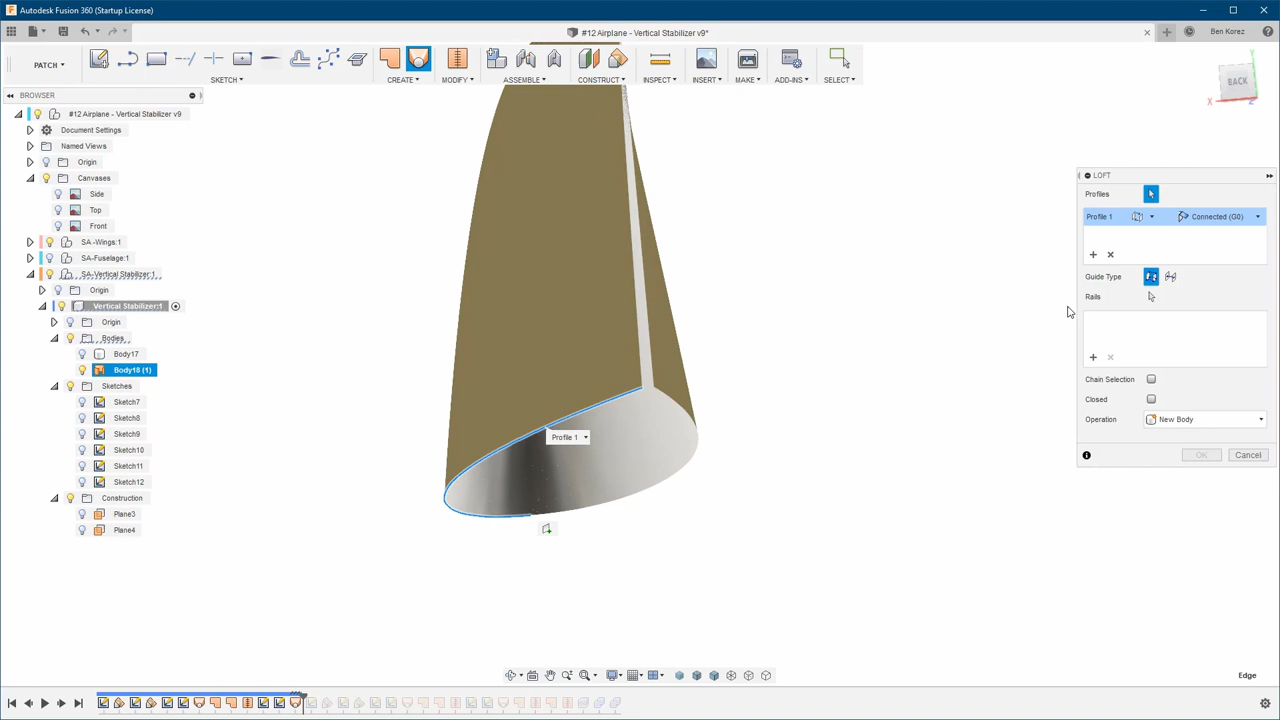 Autodesk Fusion 360 (Startup License)
#12 Airplane - Vertical Stabilizer v9*
Ben Korez
PATCH
SKETCH
CREATE
MODIFY
ASSEMBLE
CONSTRUCT
INSPECT
INSERT
MAKE
ADD-INS
SELECT
BROWSER
#12 Airplane - Vertical Stabilizer v9
Document Settings
Named Views
Origin
Canvases
Side
Top
Front
SA -Wings:1
SA-Fuselage:1
SA-Vertical Stabilizer:1
Origin
Vertical Stabilizer:1
Origin
Bodies
Body17
Body18 (1)
Sketches
Sketch7
Sketch8
Sketch9
Sketch10
Sketch11
Sketch12
Construction
Plane3
Plane4
Profile 1
BACK
X
Y
Z
LOFT
Profiles
Profile 1 Connected (G0)
Guide Type
Rails
Chain Selection
Closed
Operation New Body
OK Cancel
Edge